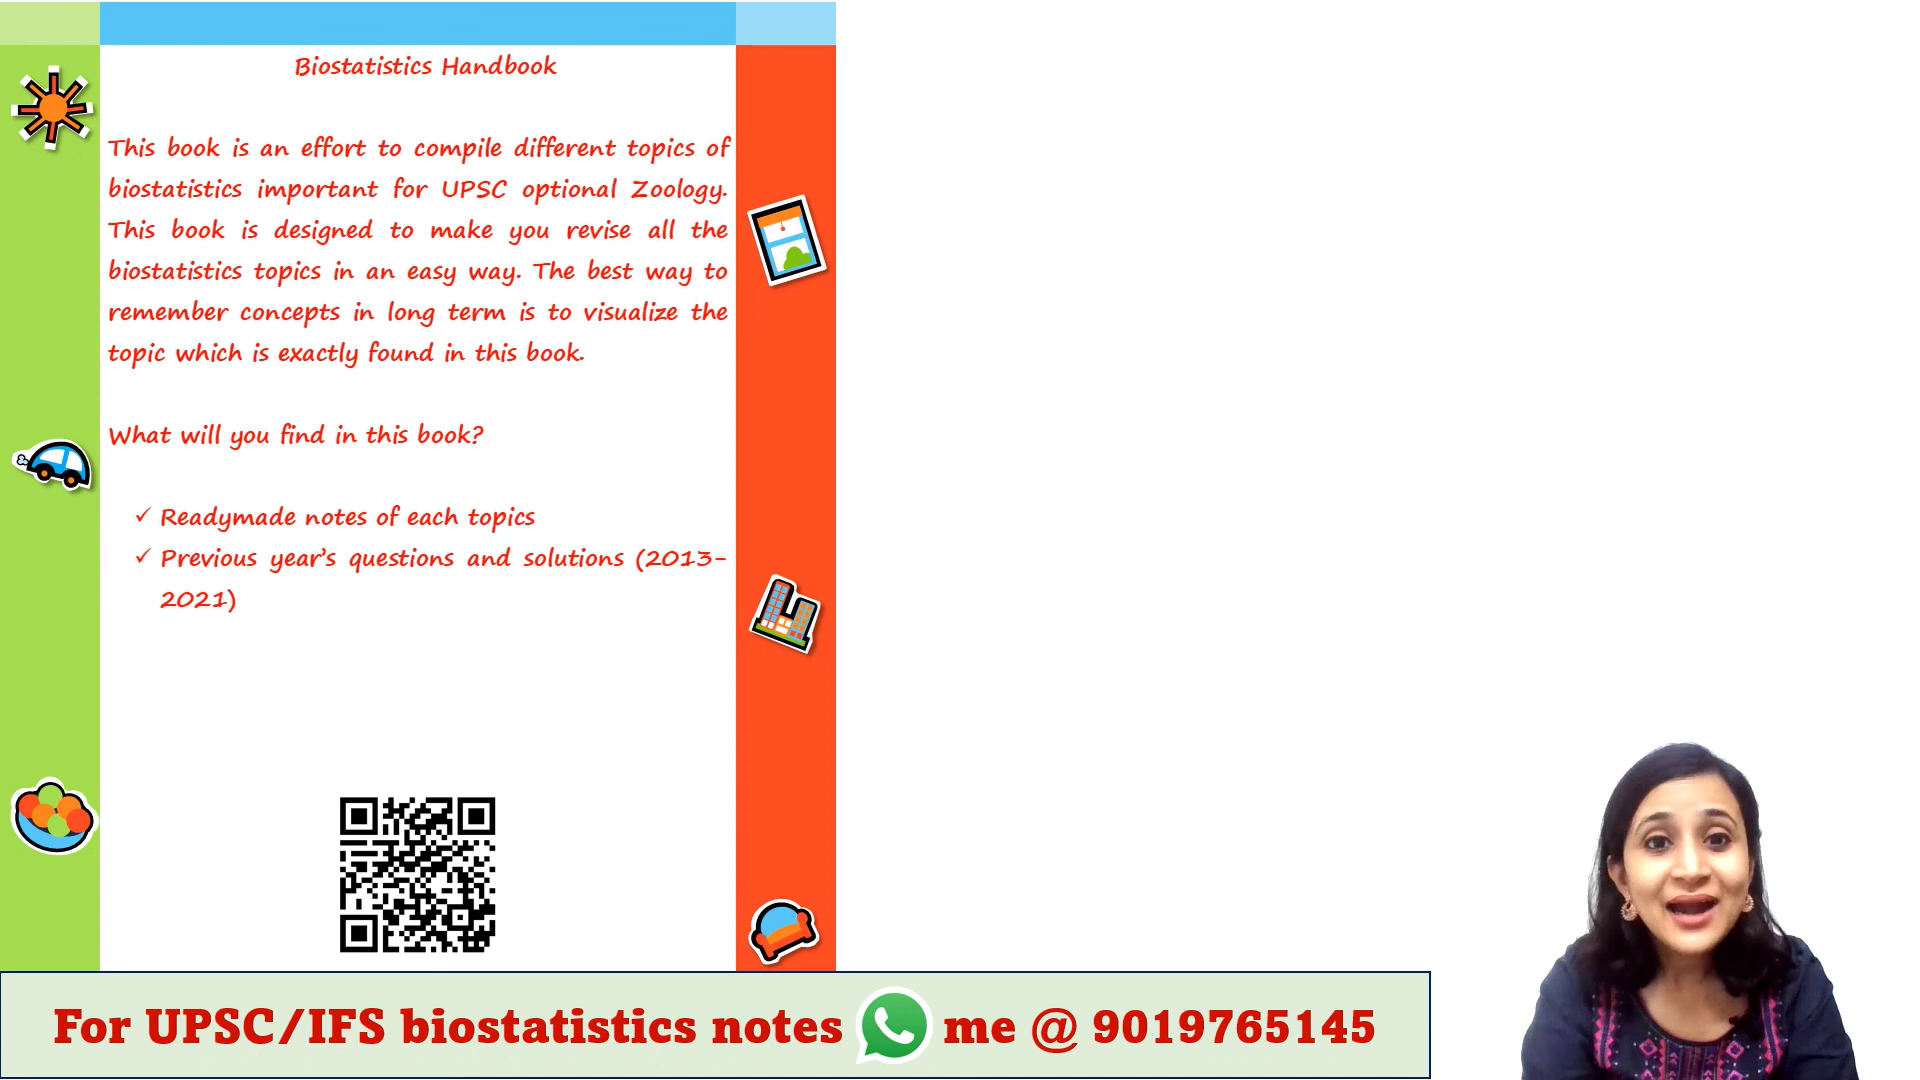 Biostatistics Handbook
This book is an effort to compile different topics of
biostatistics important for UPSC optional Zoology.
This book is designed to make you revise all the
biostatistics topics in an easy way. The best way to
remember concepts in long term is to visualize the
topic which is exactly found in this book.
What will you find in this book?
✓ Readymade notes of each topics
✓ Previous year's questions and solutions (2013-
2021)
For UPSC/IFS biostatistics notes me @ 9019765145